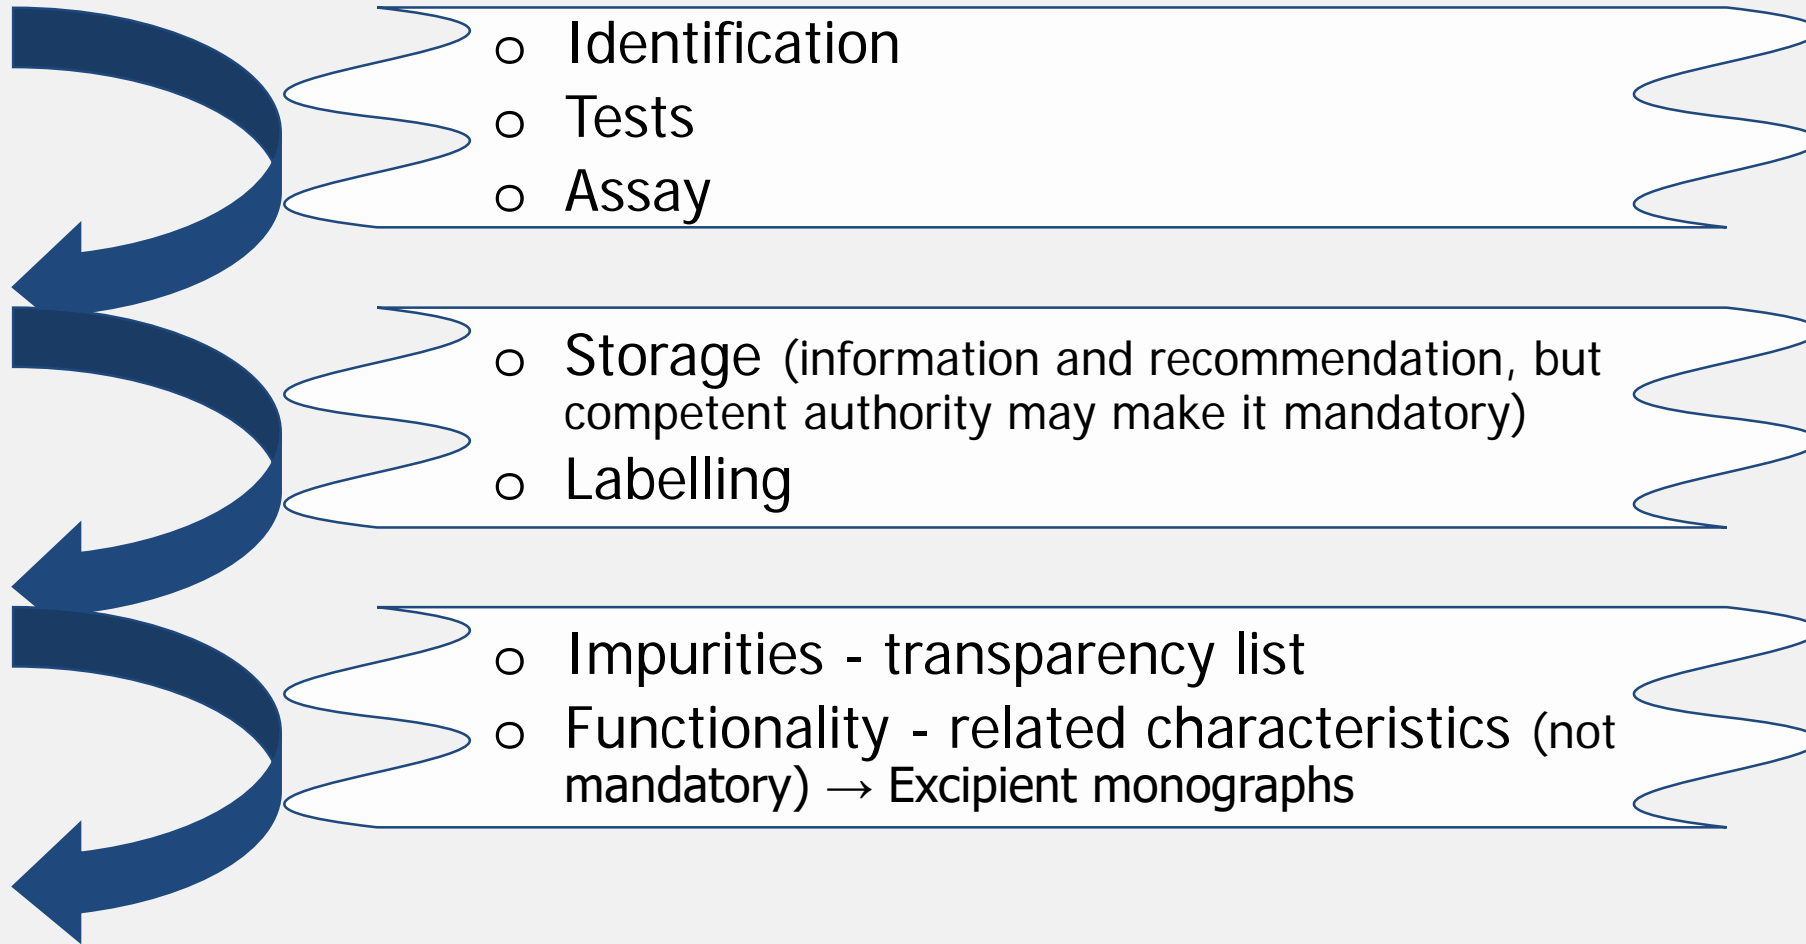 o Identification
o Tests
o Assay
o Storage (information and recommendation, but
competent authority may make it mandatory)
o Labelling
o Impurities - transparency list
o Functionality - related characteristics (not
mandatory) → Excipient monographs